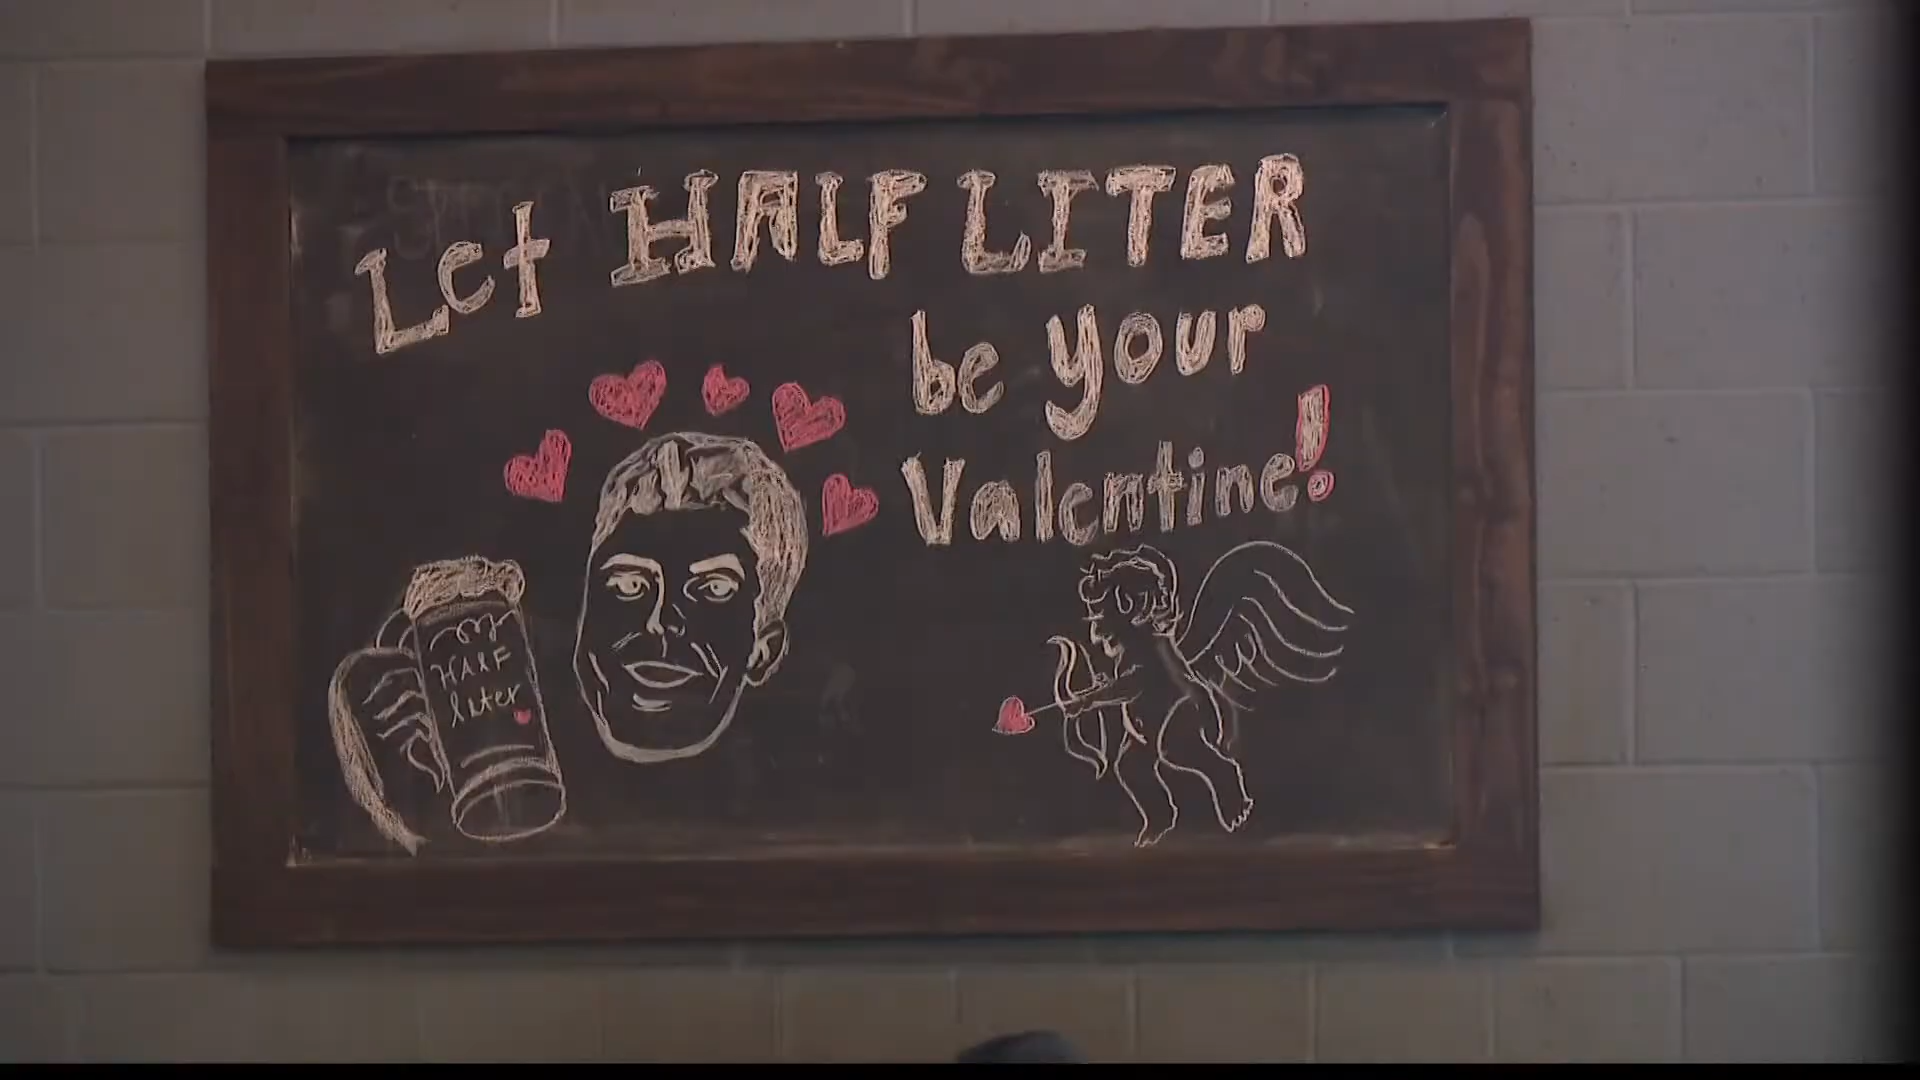 Let HALF LITER
be your
Valentine!
HALF
liter